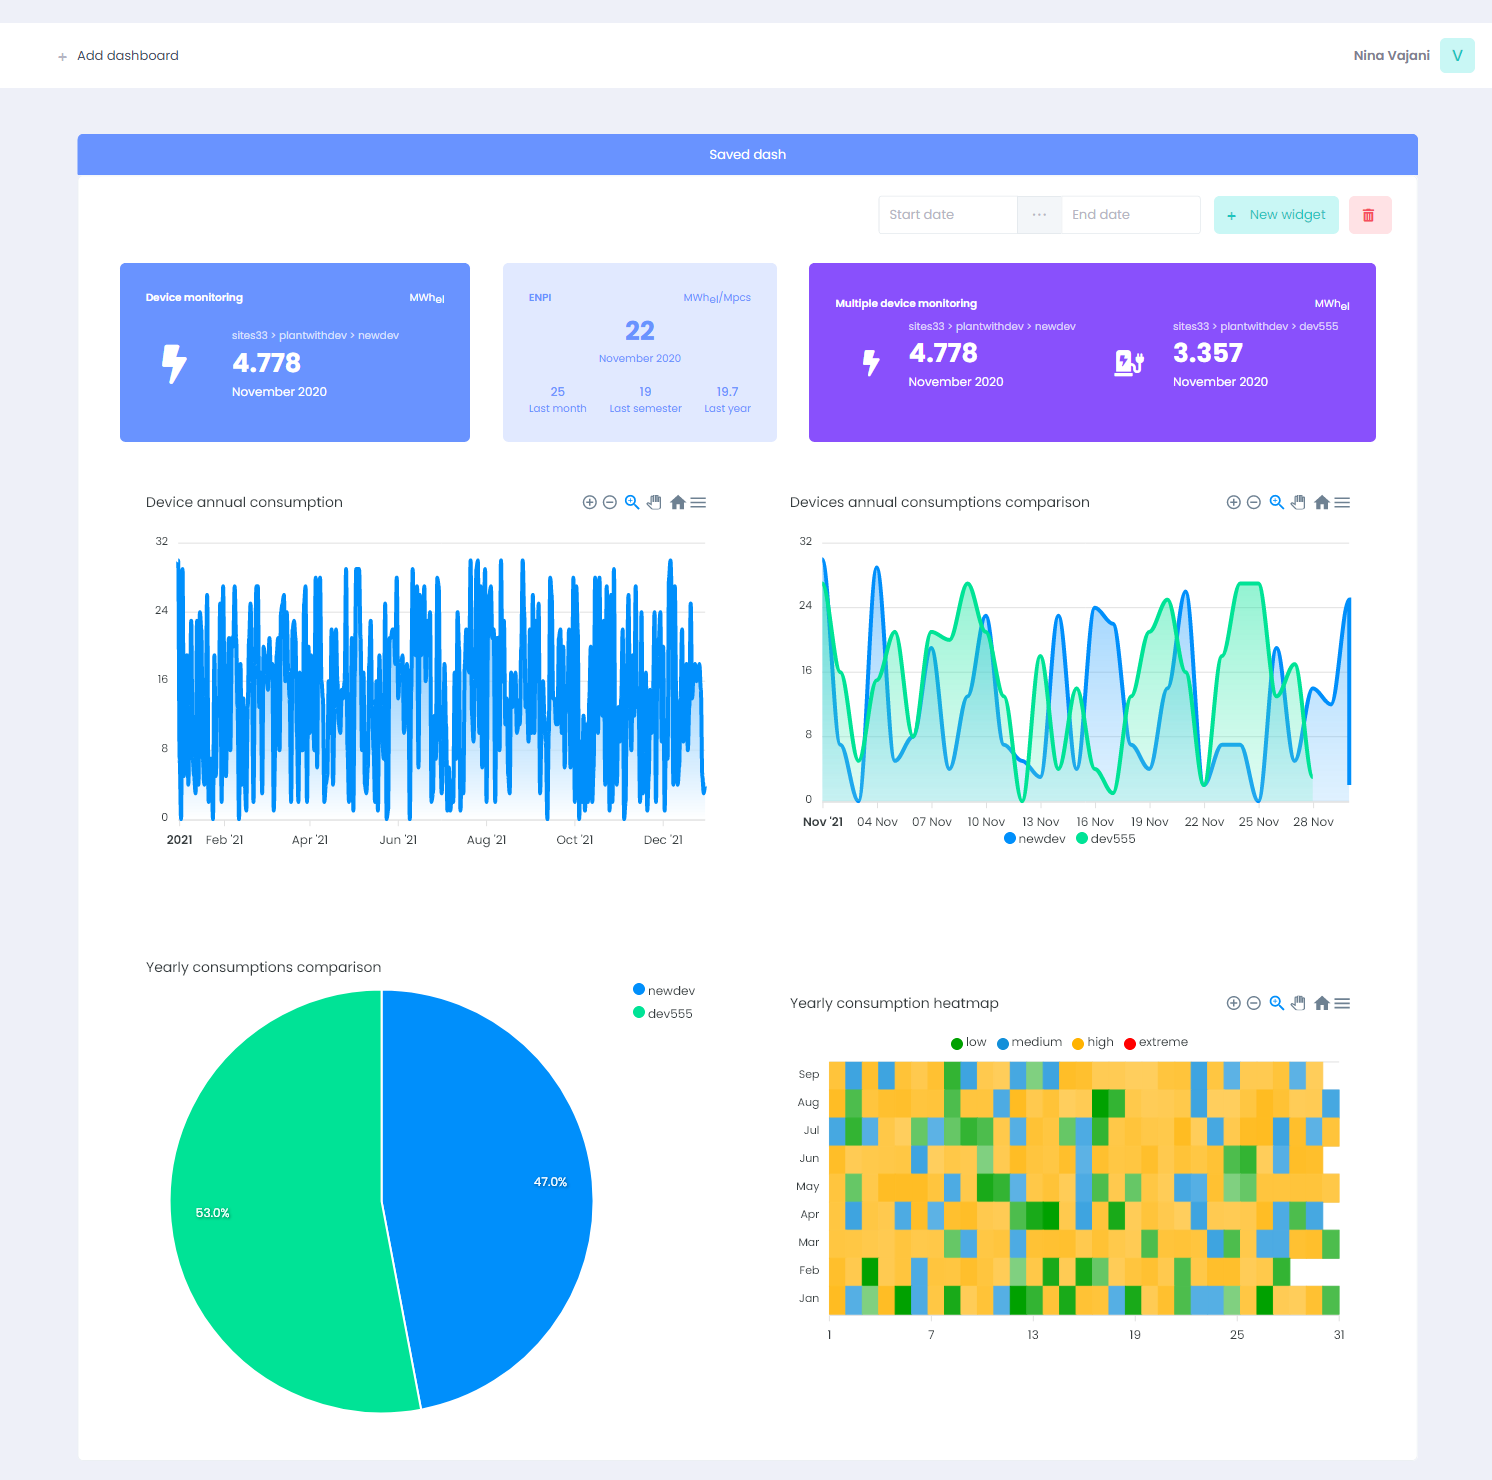 + Add dashboard
Nina Vajani V
Saved dash
Start date ... End date
+ New widget
Device monitoring MWhel
sites33 > plantwithdev > newdev
4.778
November 2020
ENPI MWhel/Mpcs
22
November 2020
25 19 19.7
Last month Last semester Last year
Multiple device monitoring MWhel
sites33 > plantwithdev > newdev sites33 > plantwithdev > dev555
4.778 3.357
November 2020 November 2020
Device annual consumption
32
24
16
8
0
2021 Feb '21 Apr '21 Jun '21 Aug '21 Oct '21 Dec '21
Devices annual consumptions comparison
32
24
16
8
0
Nov '21 04 Nov 07 Nov 10 Nov 13 Nov 16 Nov 19 Nov 22 Nov 25 Nov 28 Nov
newdev dev555
Yearly consumptions comparison
newdev
dev555
47.0%
53.0%
Yearly consumption heatmap
low medium high extreme
Sep
Aug
Jul
Jun
May
Apr
Mar
Feb
Jan
1 7 13 19 25 31